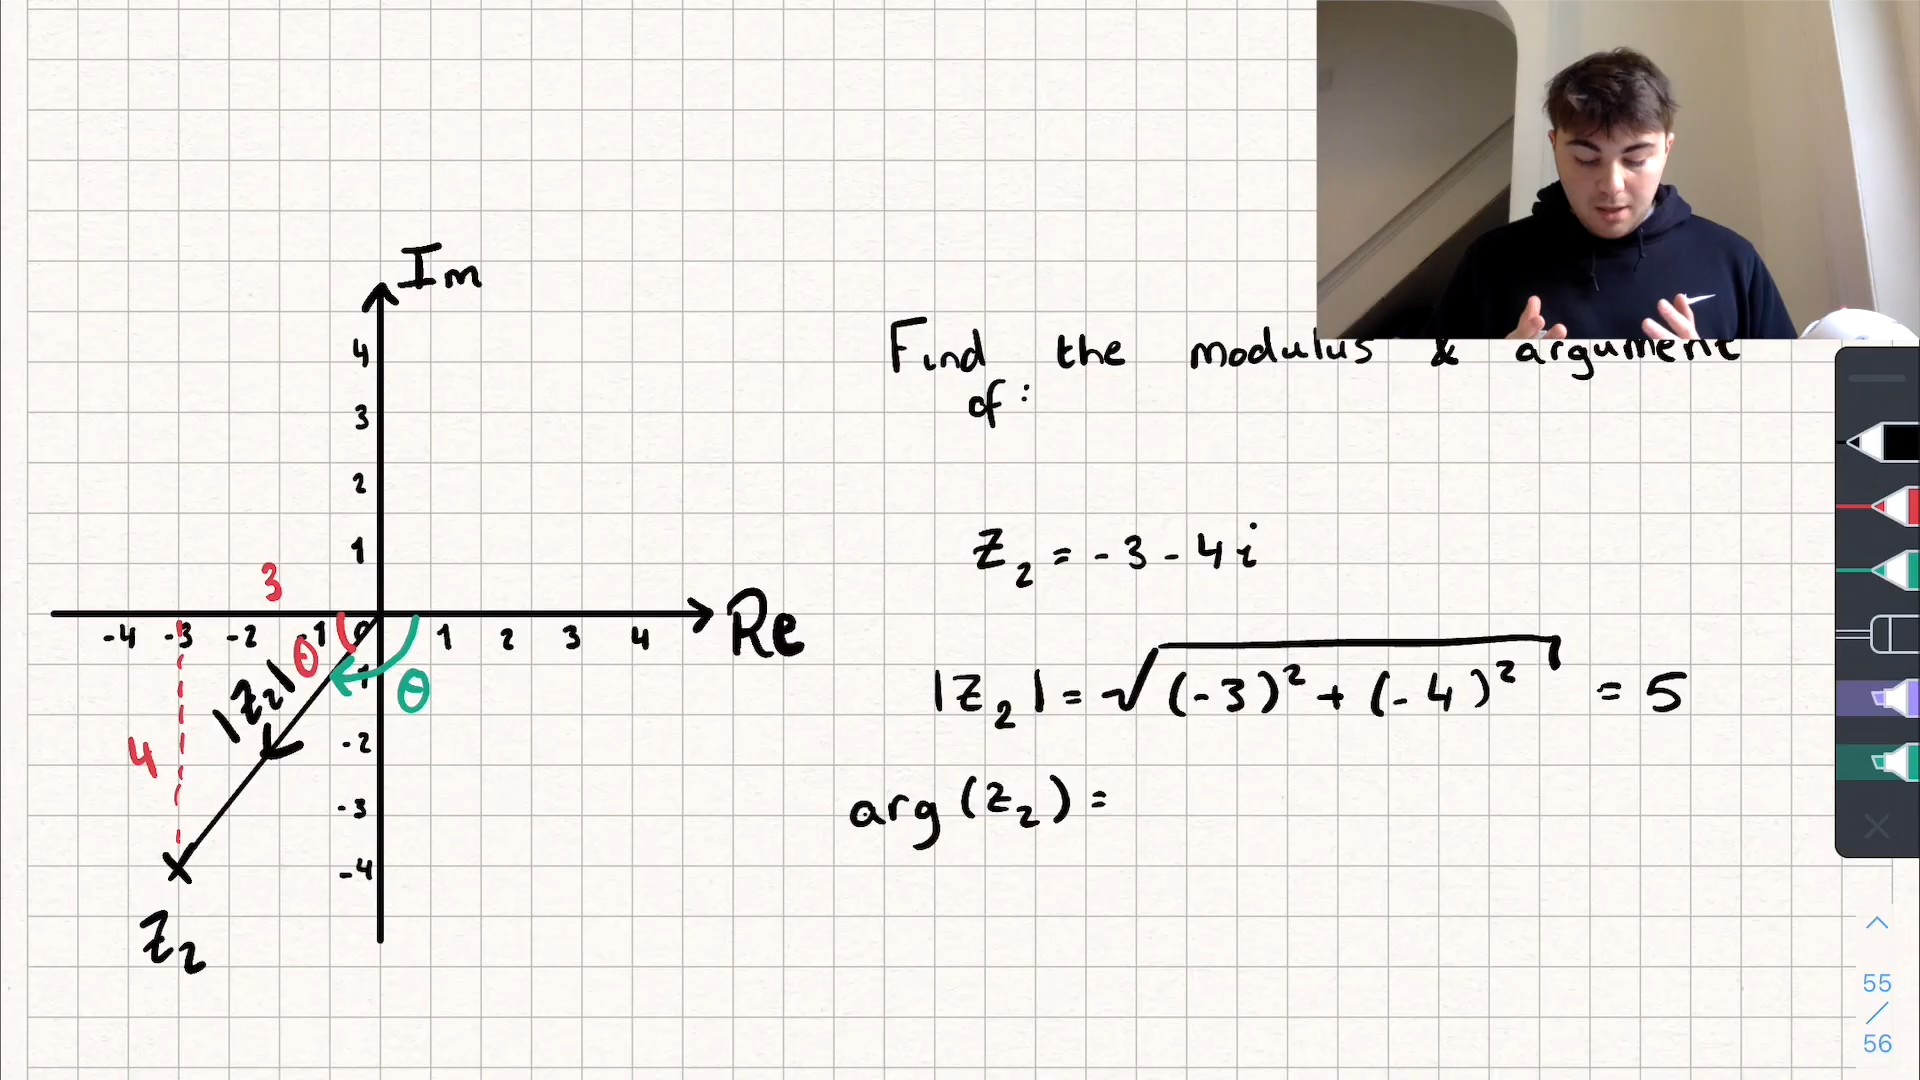 Im
4
3
2
1
3
-4 -3 -2 -1 0 1 2 3 4 Re
θ
θ
|Z₂|
4
-2
-3
-4
Z₂
Find the modulus & argument
of:
Z₂ = -3 - 4i
|Z₂| = √(-3)² + (-4)² = 5
arg (Z₂) =
55
/
56